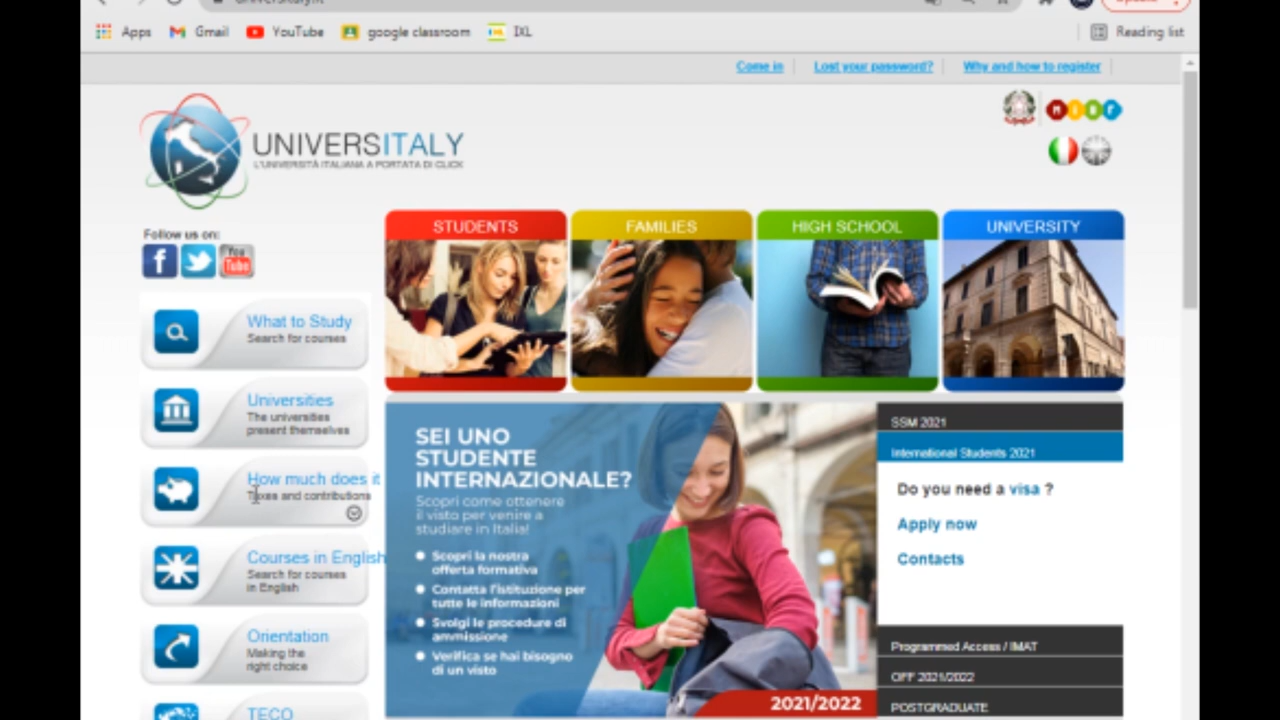 Apps Gmail YouTube google classroom IXL Reading list
Come in Lost your password? Why and how to register
UNIVERSITALY
L'UNIVERSITÀ ITALIANA A PORTATA DI CLICK
Follow us on:
You
Tube
STUDENTS FAMILIES HIGH SCHOOL UNIVERSITY
What to Study
Search for courses
Universities
The universities
present themselves
How much does it
Taxes and contributions
Courses in English
Search for courses
in English
Orientation
Making the
right choice
TECO
SEI UNO
STUDENTE
INTERNAZIONALE?
Scopri come ottenere
il visto per venire a
studiare in Italia!
Scopri la nostra
offerta formativa
Contatta l'istituzione per
tutte le informazioni
Svolgi le procedure di
ammissione
Verifica se hai bisogno
di un visto
2021/2022
SSM 2021
International Students 2021
Do you need a visa ?
Apply now
Contacts
Programmed Access / IMAT
OFF 2021/2022
POSTGRADUATE